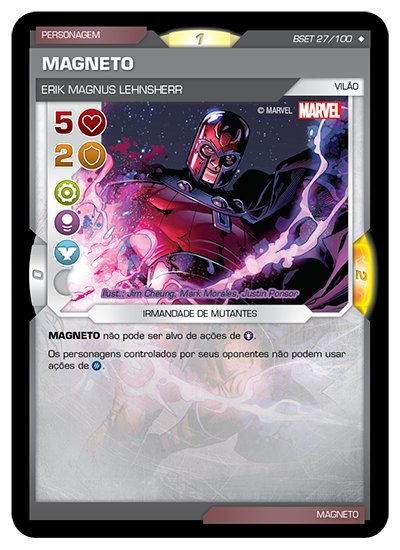 PERSONAGEM
1
BSET 27/100
MAGNETO
ERIK MAGNUS LEHNSHERR
VILÃO
© MARVEL MARVEL
5
2
0
2
Ilust.: Jim Cheung, Mark Morales, Justin Ponsor
IRMANDADE DE MUTANTES
MAGNETO não pode ser alvo de ações de .
Os personagens controlados por seus oponentes não podem usar
ações de .
MAGNETO